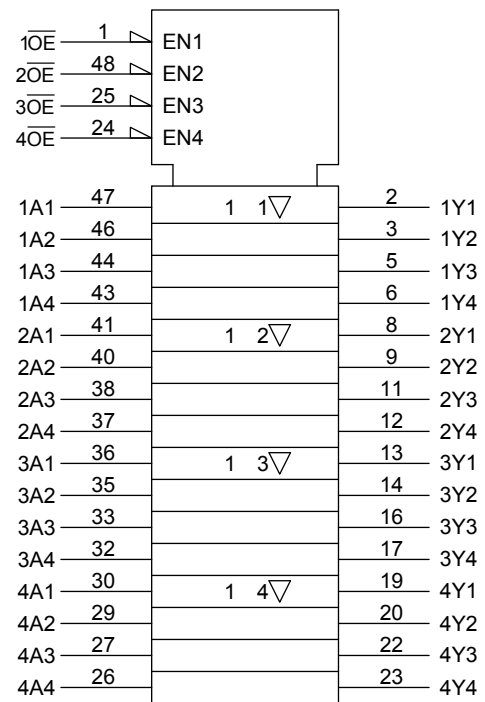 1O̅E̅ 1 EN1
2O̅E̅ 48 EN2
3O̅E̅ 25 EN3
4O̅E̅ 24 EN4
1A1 47 1 1▽ 2 1Y1
1A2 46 3 1Y2
1A3 44 5 1Y3
1A4 43 6 1Y4
2A1 41 1 2▽ 8 2Y1
2A2 40 9 2Y2
2A3 38 11 2Y3
2A4 37 12 2Y4
3A1 36 1 3▽ 13 3Y1
3A2 35 14 3Y2
3A3 33 16 3Y3
3A4 32 17 3Y4
4A1 30 1 4▽ 19 4Y1
4A2 29 20 4Y2
4A3 27 22 4Y3
4A4 26 23 4Y4